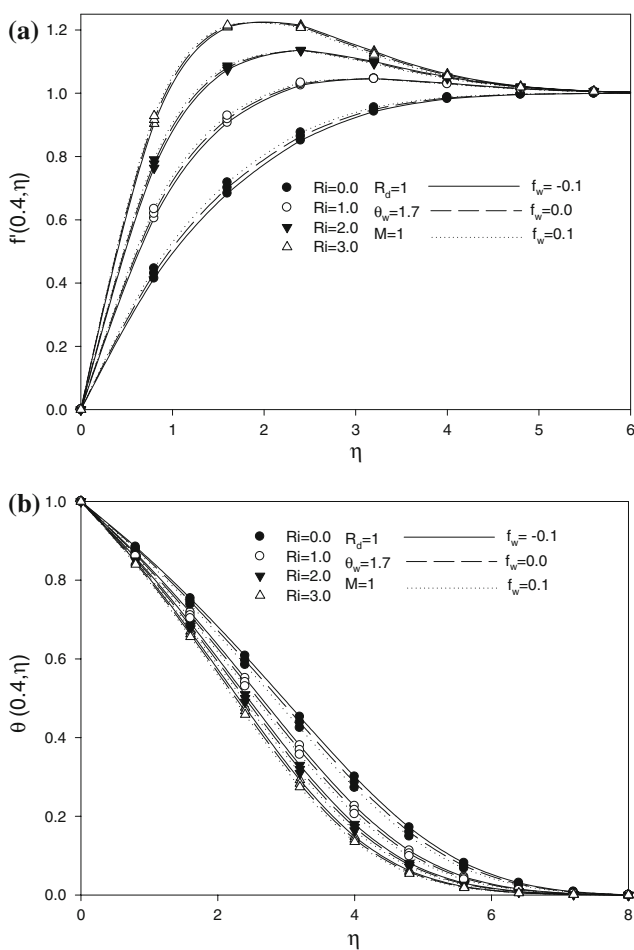 (a)
1.2
1.0
0.8
0.6
0.4
0.2
0.0
f'(0.4,η)
Ri=0.0 R_d=1 f_w= -0.1
Ri=1.0 θ_w=1.7 f_w=0.0
Ri=2.0 M=1 f_w=0.1
Ri=3.0
0 1 2 3 4 5 6
η
(b)
1.0
0.8
0.6
0.4
0.2
0.0
θ (0.4,η)
Ri=0.0 R_d=1 f_w= -0.1
Ri=1.0 θ_w=1.7 f_w=0.0
Ri=2.0 M=1 f_w=0.1
Ri=3.0
0 2 4 6 8
η